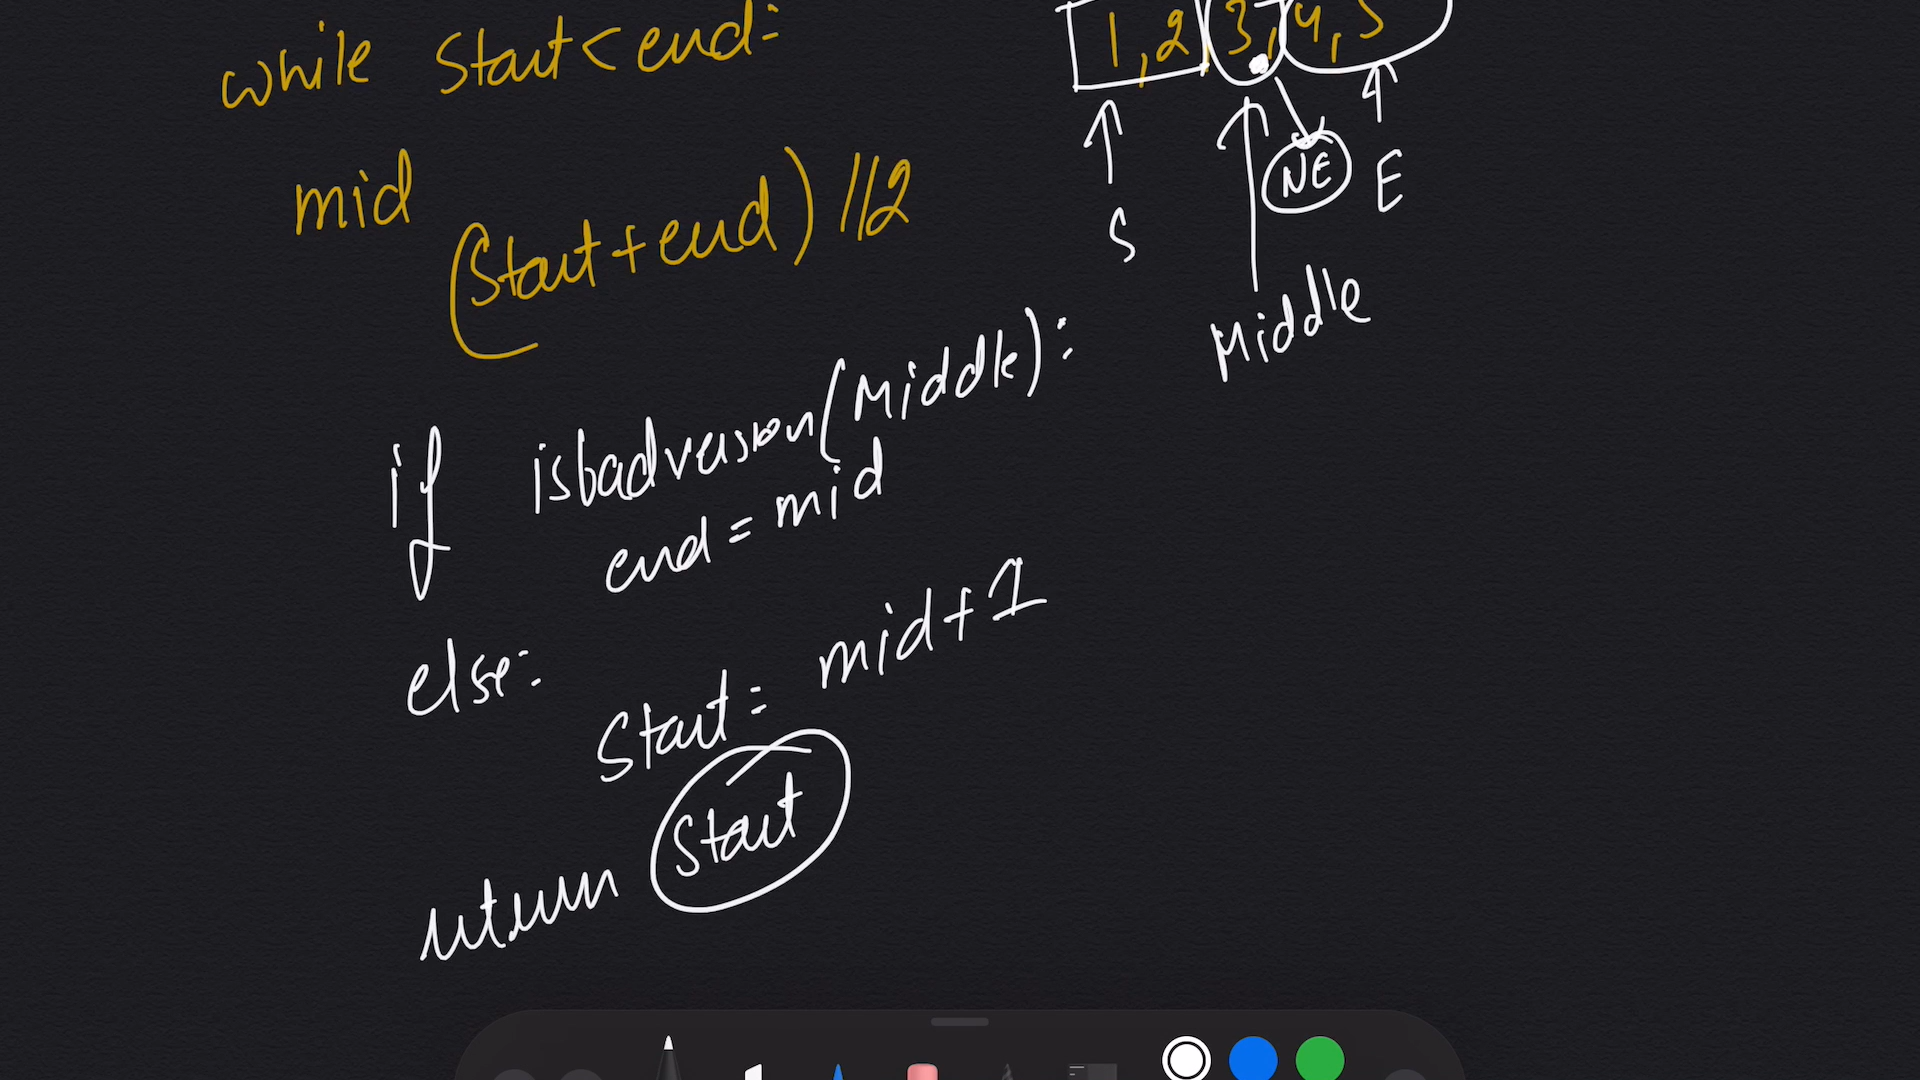 while start < end:
1,2,3,4,5
mid
(start+end)//2
NE
E
S
Middle
if isbadversion(Middle):
end = mid
else:
start = mid+1
return start